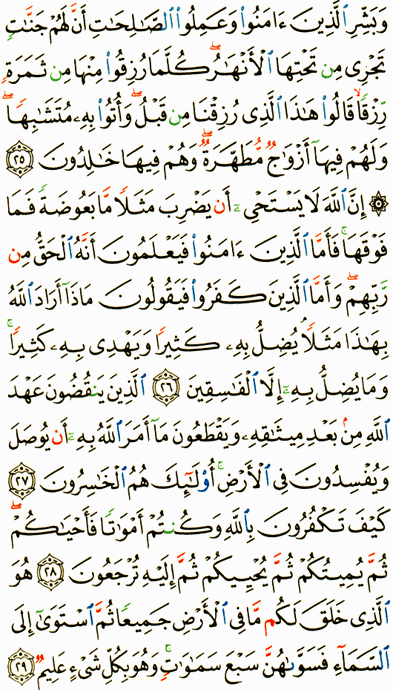 وَبَشِّرِ ٱلَّذِينَ ءَامَنُوا۟ وَعَمِلُوا۟ ٱلصَّـٰلِحَـٰتِ أَنَّ لَهُمْ جَنَّـٰتٍ
تَجْرِى مِن تَحْتِهَا ٱلْأَنْهَـٰرُ ۖ كُلَّمَا رُزِقُوا۟ مِنْهَا مِن ثَمَرَةٍ
رِّزْقًا ۙ قَالُوا۟ هَـٰذَا ٱلَّذِى رُزِقْنَا مِن قَبْلُ ۖ وَأُتُوا۟ بِهِۦ مُتَشَـٰبِهًا ۖ
وَلَهُمْ فِيهَآ أَزْوَٰجٌ مُّطَهَّرَةٌ ۖ وَهُمْ فِيهَا خَـٰلِدُونَ ٢٥
۞ إِنَّ ٱللَّهَ لَا يَسْتَحْىِۦٓ أَن يَضْرِبَ مَثَلًا مَّا بَعُوضَةً فَمَا
فَوْقَهَا ۚ فَأَمَّا ٱلَّذِينَ ءَامَنُوا۟ فَيَعْلَمُونَ أَنَّهُ ٱلْحَقُّ مِن
رَّبِّهِمْ ۖ وَأَمَّا ٱلَّذِينَ كَفَرُوا۟ فَيَقُولُونَ مَاذَآ أَرَادَ ٱللَّهُ
بِهَـٰذَا مَثَلًا ۘ يُضِلُّ بِهِۦ كَثِيرًا وَيَهْدِى بِهِۦ كَثِيرًا ۚ
وَمَا يُضِلُّ بِهِۦٓ إِلَّا ٱلْفَـٰسِقِينَ ٢٦ ٱلَّذِينَ يَنقُضُونَ عَهْدَ
ٱللَّهِ مِنۢ بَعْدِ مِيثَـٰقِهِۦ وَيَقْطَعُونَ مَآ أَمَرَ ٱللَّهُ بِهِۦٓ أَن يُوصَلَ
وَيُفْسِدُونَ فِى ٱلْأَرْضِ ۚ أُو۟لَـٰٓئِكَ هُمُ ٱلْخَـٰسِرُونَ ٢٧
كَيْفَ تَكْفُرُونَ بِٱللَّهِ وَكُنتُمْ أَمْوَٰتًا فَأَحْيَـٰكُمْ ۖ
ثُمَّ يُمِيتُكُمْ ثُمَّ يُحْيِيكُمْ ثُمَّ إِلَيْهِ تُرْجَعُونَ ٢٨ هُوَ
ٱلَّذِى خَلَقَ لَكُم مَّا فِى ٱلْأَرْضِ جَمِيعًا ثُمَّ ٱسْتَوَىٰٓ إِلَى
ٱلسَّمَآءِ فَسَوَّىٰهُنَّ سَبْعَ سَمَـٰوَٰتٍ ۚ وَهُوَ بِكُلِّ شَىْءٍ عَلِيمٌ ٢٩